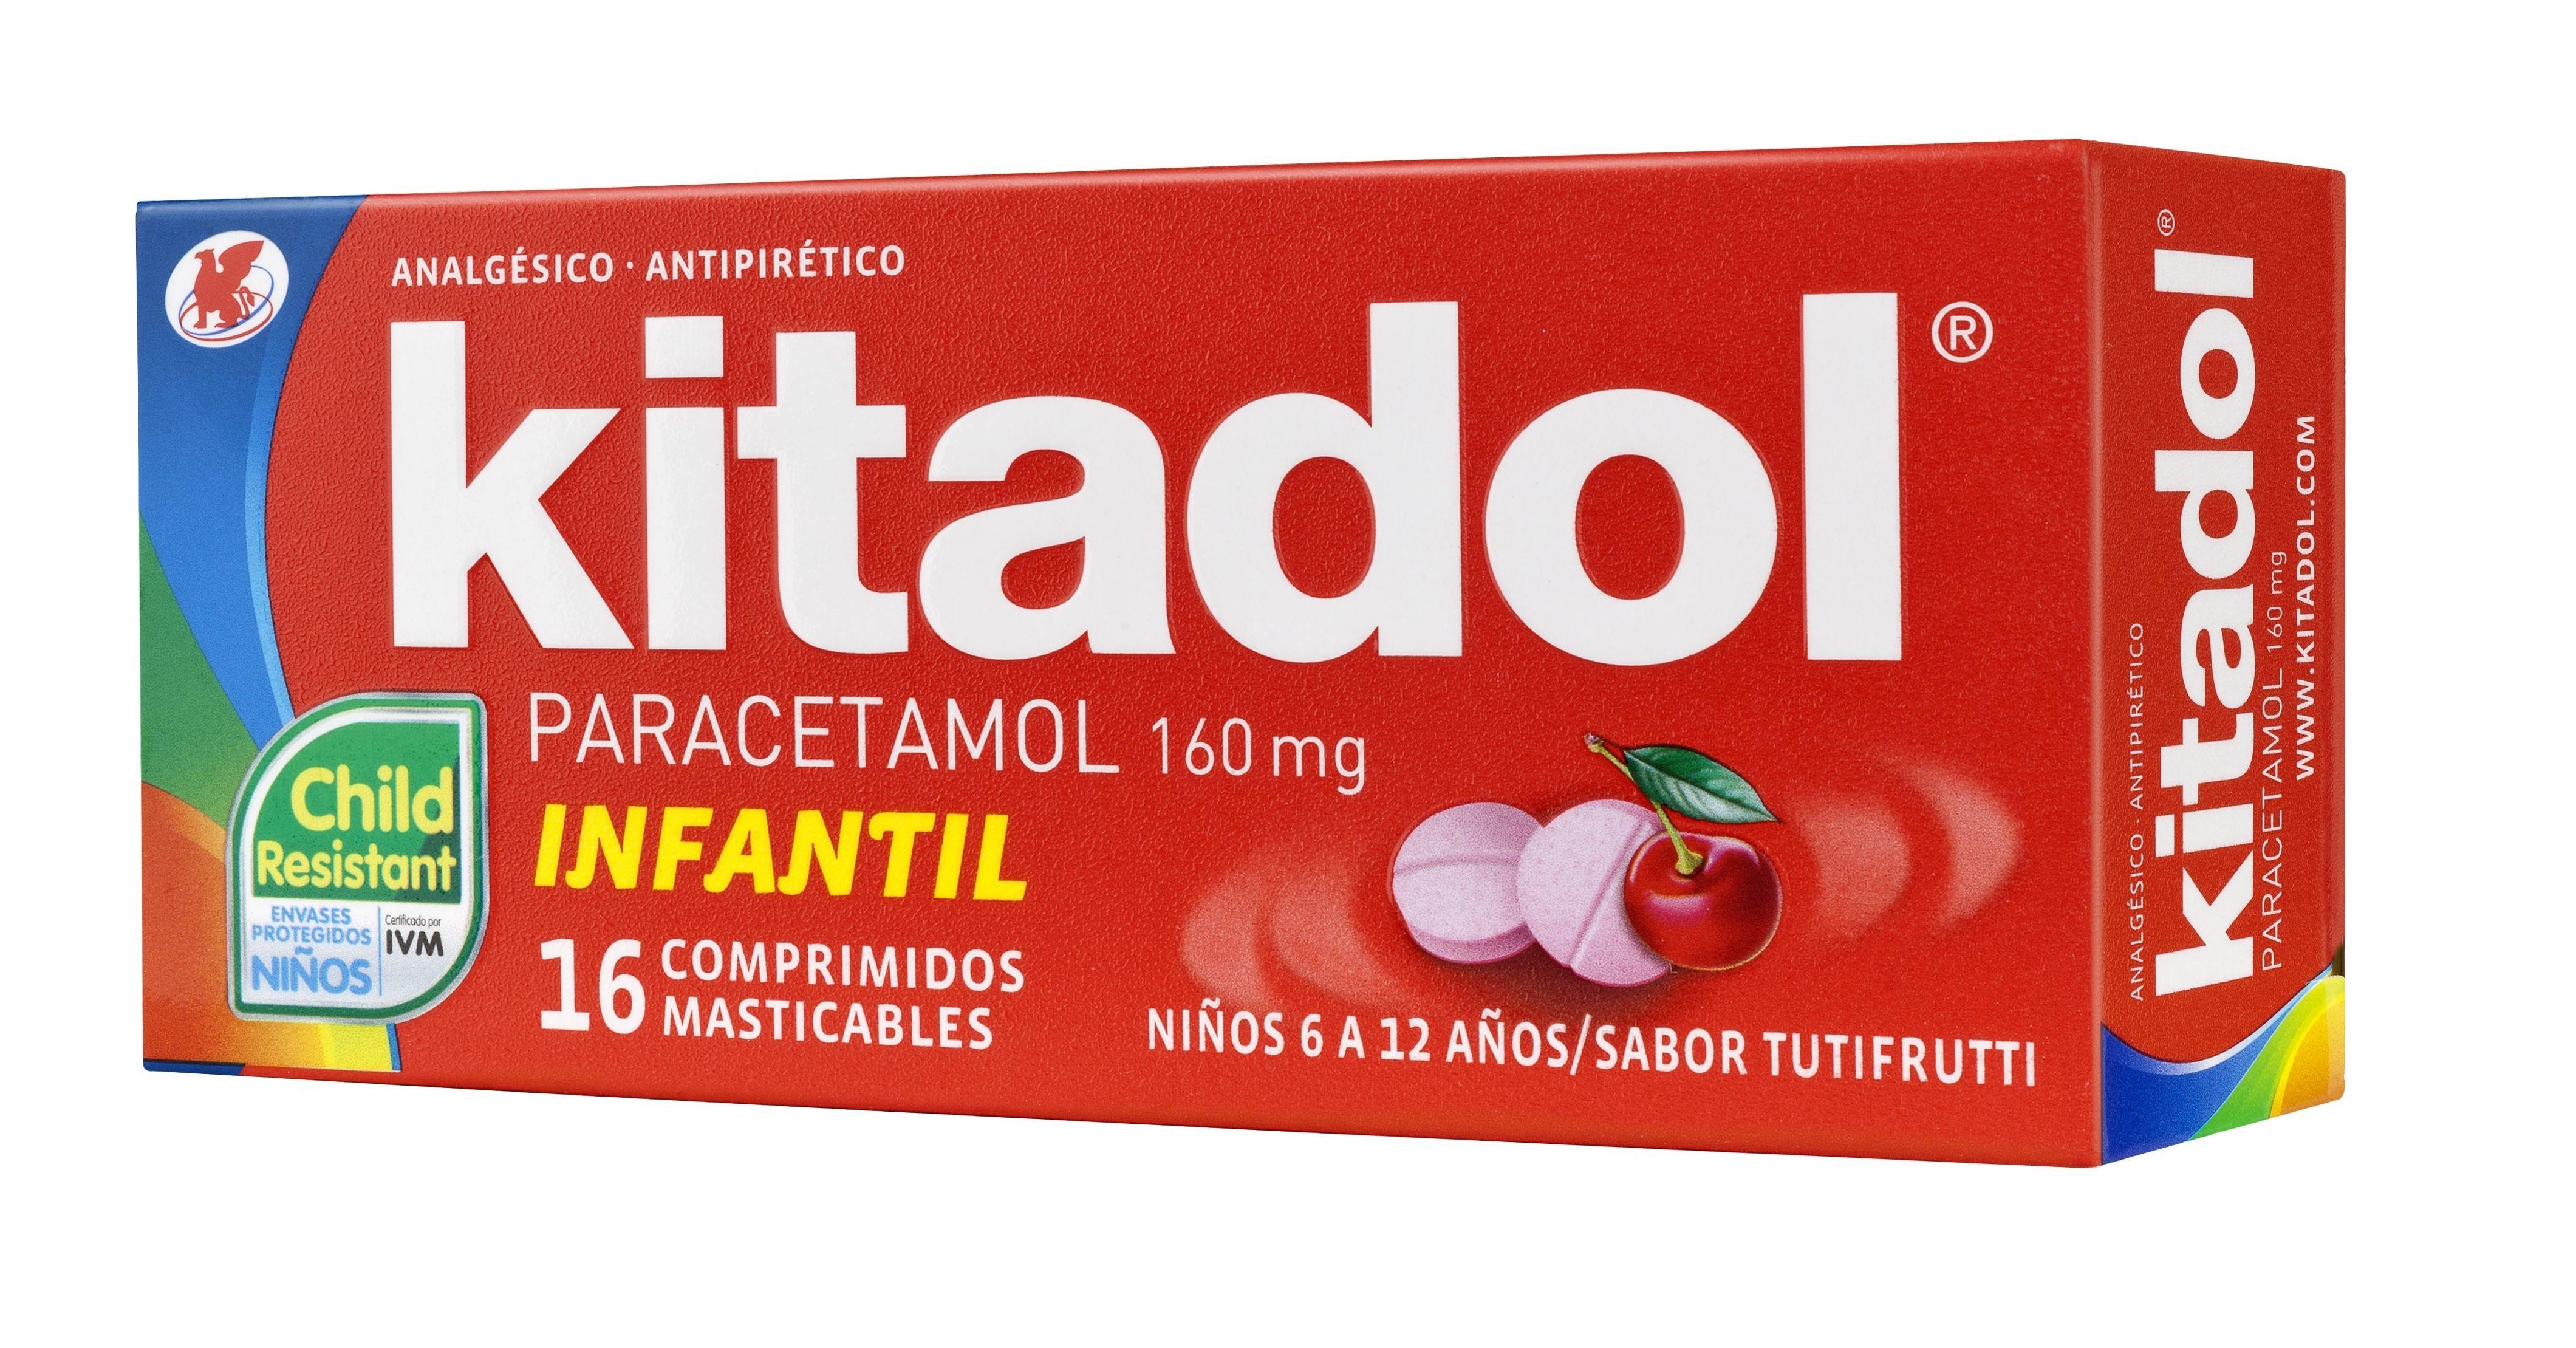 ANALGÉSICO · ANTIPIRÉTICO
kitadol®
PARACETAMOL 160 mg
INFANTIL
16 COMPRIMIDOS
MASTICABLES
NIÑOS 6 A 12 AÑOS/SABOR TUTIFRUTTI
Child
Resistant
ENVASES
PROTEGIDOS
NIÑOS
Certificado por
IVM
ANALGÉSICO · ANTIPIRÉTICO
kitadol®
PARACETAMOL 160 mg
WWW.KITADOL.COM